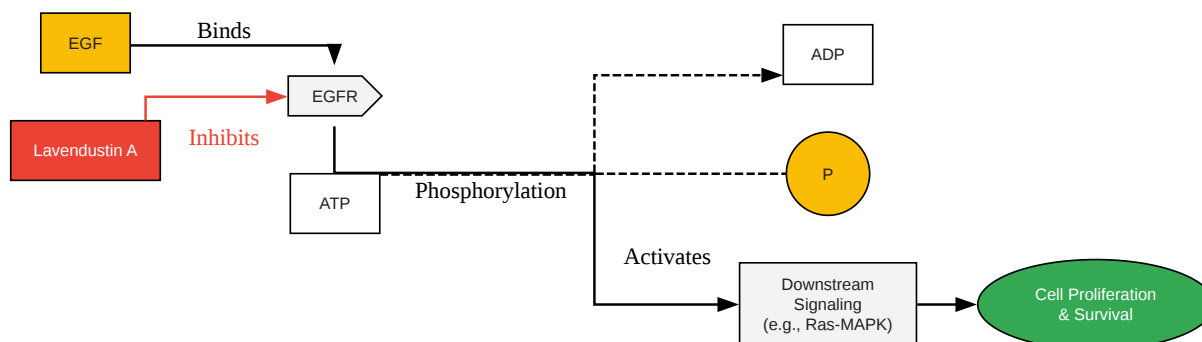 EGF
Binds
ADP
EGFR
Lavendustin A
Inhibits
ATP
Phosphorylation
P
Activates
Downstream
Signaling
(e.g., Ras-MAPK)
Cell Proliferation
& Survival